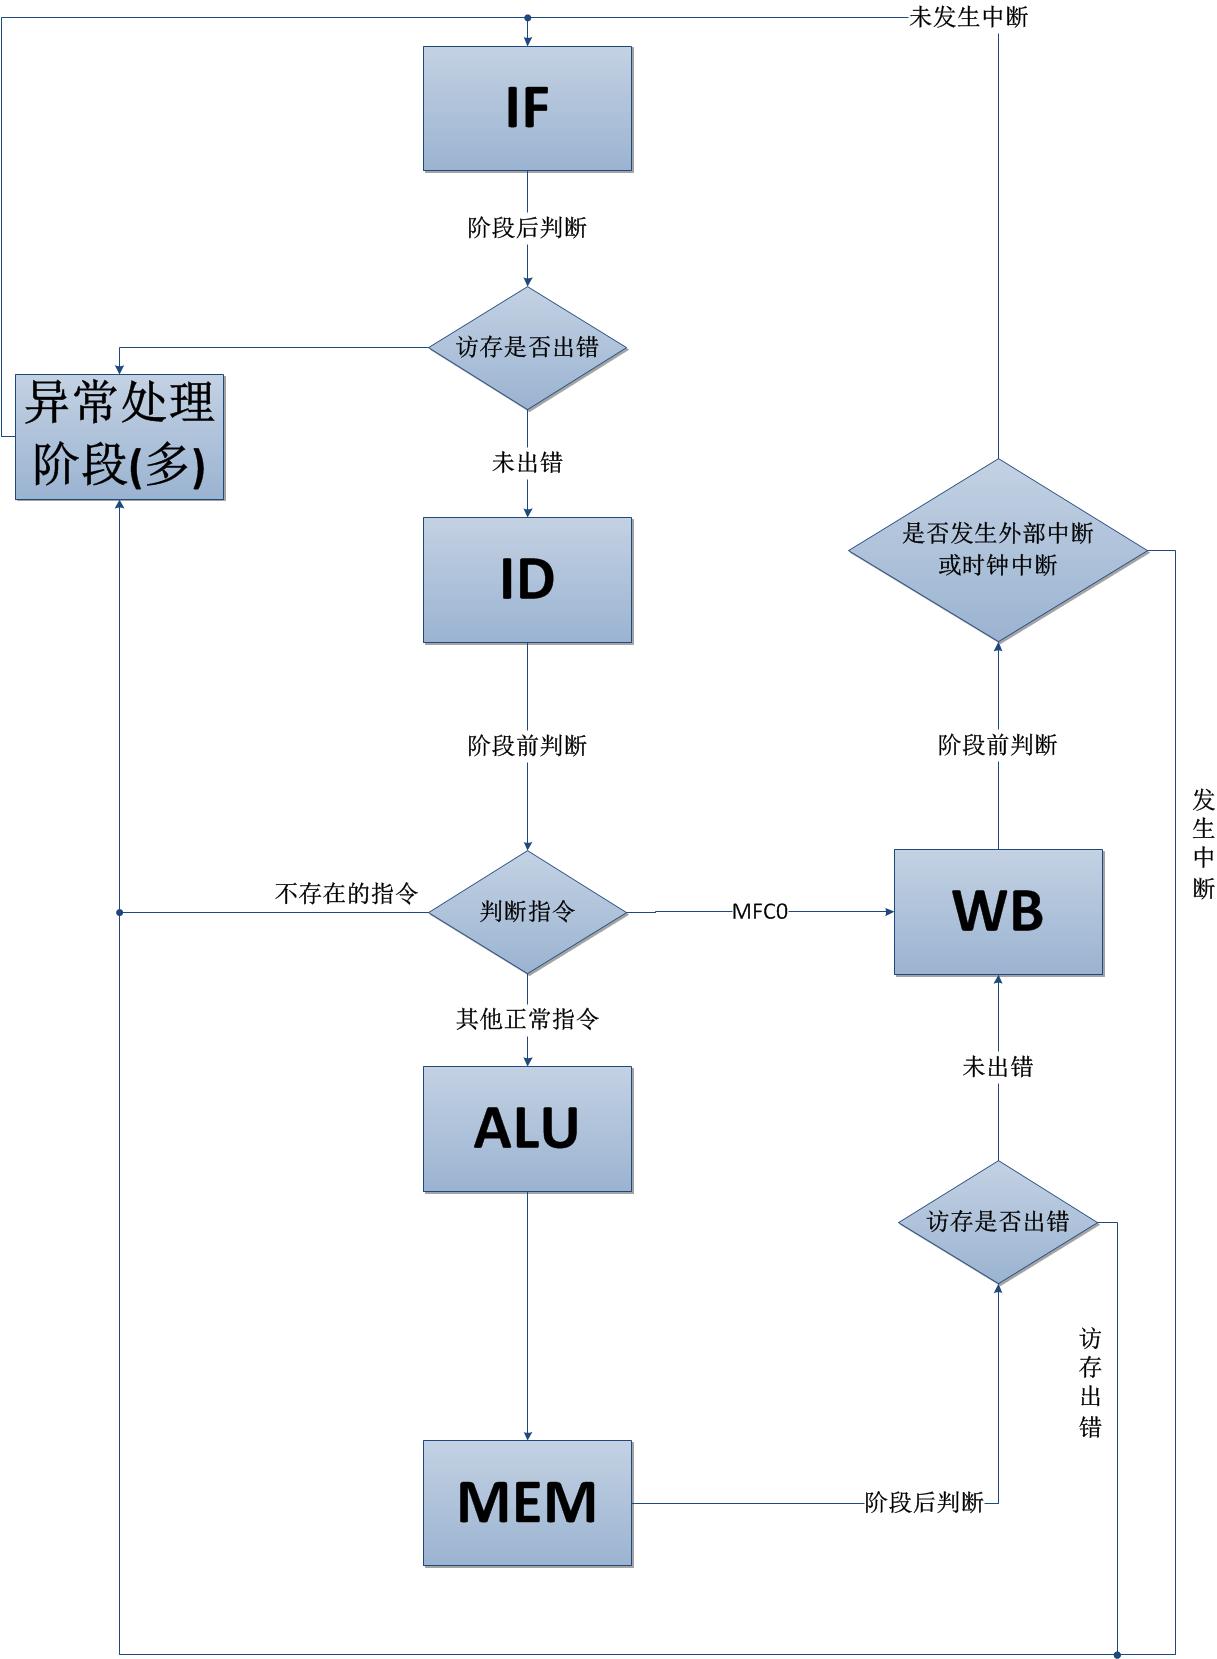 未发生中断
IF
阶段后判断
访存是否出错
异常处理
阶段(多)
未出错
ID
是否发生外部中断
或时钟中断
阶段前判断
阶段前判断
发生中断
不存在的指令
判断指令
MFC0
WB
其他正常指令
未出错
ALU
访存是否出错
访存出错
MEM
阶段后判断